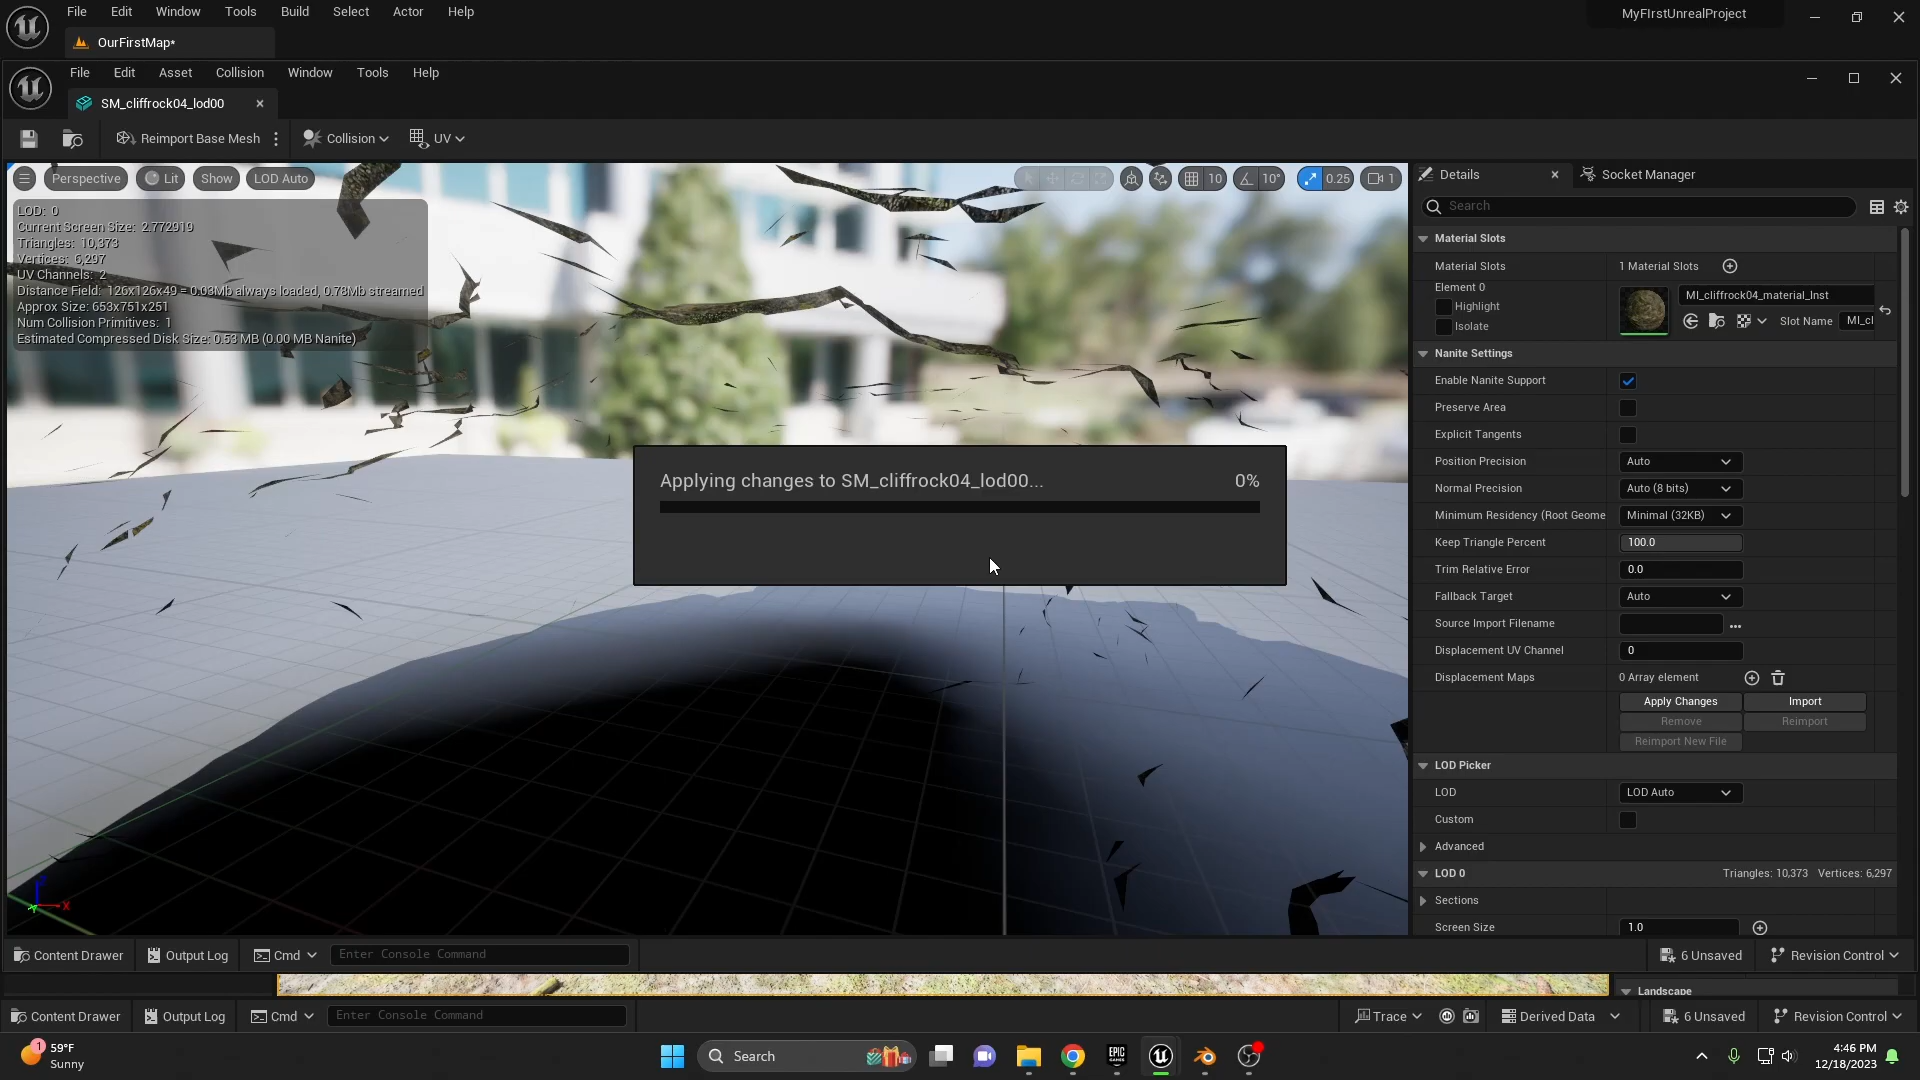 File Edit Window Tools Build Select Actor Help
MyFIrstUnrealProject
OurFirstMap*
File Edit Asset Collision Window Tools Help
SM_cliffrock04_lod00
Reimport Base Mesh
Collision
UV
Perspective
Lit
Show
LOD Auto
10
10°
0.25
1
LOD: 0
Current Screen Size: 2.772919
Triangles: 10,373
Vertices: 6,297
UV Channels: 2
Distance Field: 126x126x49 = 0.03Mb always loaded, 0.78Mb streamed
Approx Size: 653x751x251
Num Collision Primitives: 1
Estimated Compressed Disk Size: 0.53 MB (0.00 MB Nanite)
Applying changes to SM_cliffrock04_lod00... 0%
Details
Socket Manager
Search
Material Slots
Material Slots 1 Material Slots
Element 0
Highlight
Isolate
MI_cliffrock04_material_Inst
Slot Name MI_cl
Nanite Settings
Enable Nanite Support
Preserve Area
Explicit Tangents
Position Precision Auto
Normal Precision Auto (8 bits)
Minimum Residency (Root Geome Minimal (32KB)
Keep Triangle Percent 100.0
Trim Relative Error 0.0
Fallback Target Auto
Source Import Filename ...
Displacement UV Channel 0
Displacement Maps 0 Array element
Apply Changes Import
Remove Reimport
Reimport New File
LOD Picker
LOD LOD Auto
Custom
Advanced
LOD 0 Triangles: 10,373 Vertices: 6,297
Sections
Screen Size 1.0
Content Drawer Output Log Cmd Enter Console Command 6 Unsaved Revision Control
Landscape
Content Drawer Output Log Cmd Enter Console Command Trace Derived Data 6 Unsaved Revision Control
1
59°F
Sunny
Search
EPIC
GAMES
4:46 PM
12/18/2023